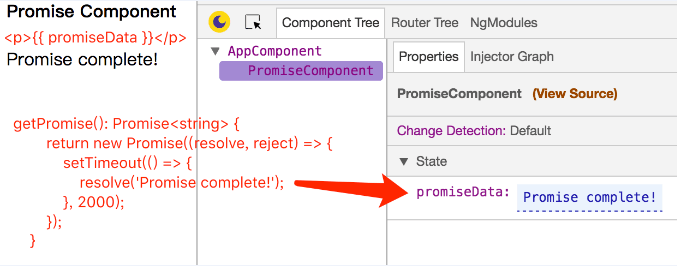 Promise Component
<p>{{ promiseData }}</p>
Promise complete!
getPromise(): Promise<string> {
return new Promise((resolve, reject) => {
setTimeout(() => {
resolve('Promise complete!');
}, 2000);
});
}
Component Tree Router Tree NgModules
AppComponent
PromiseComponent
Properties Injector Graph
PromiseComponent (View Source)
Change Detection: Default
State
promiseData: Promise complete!